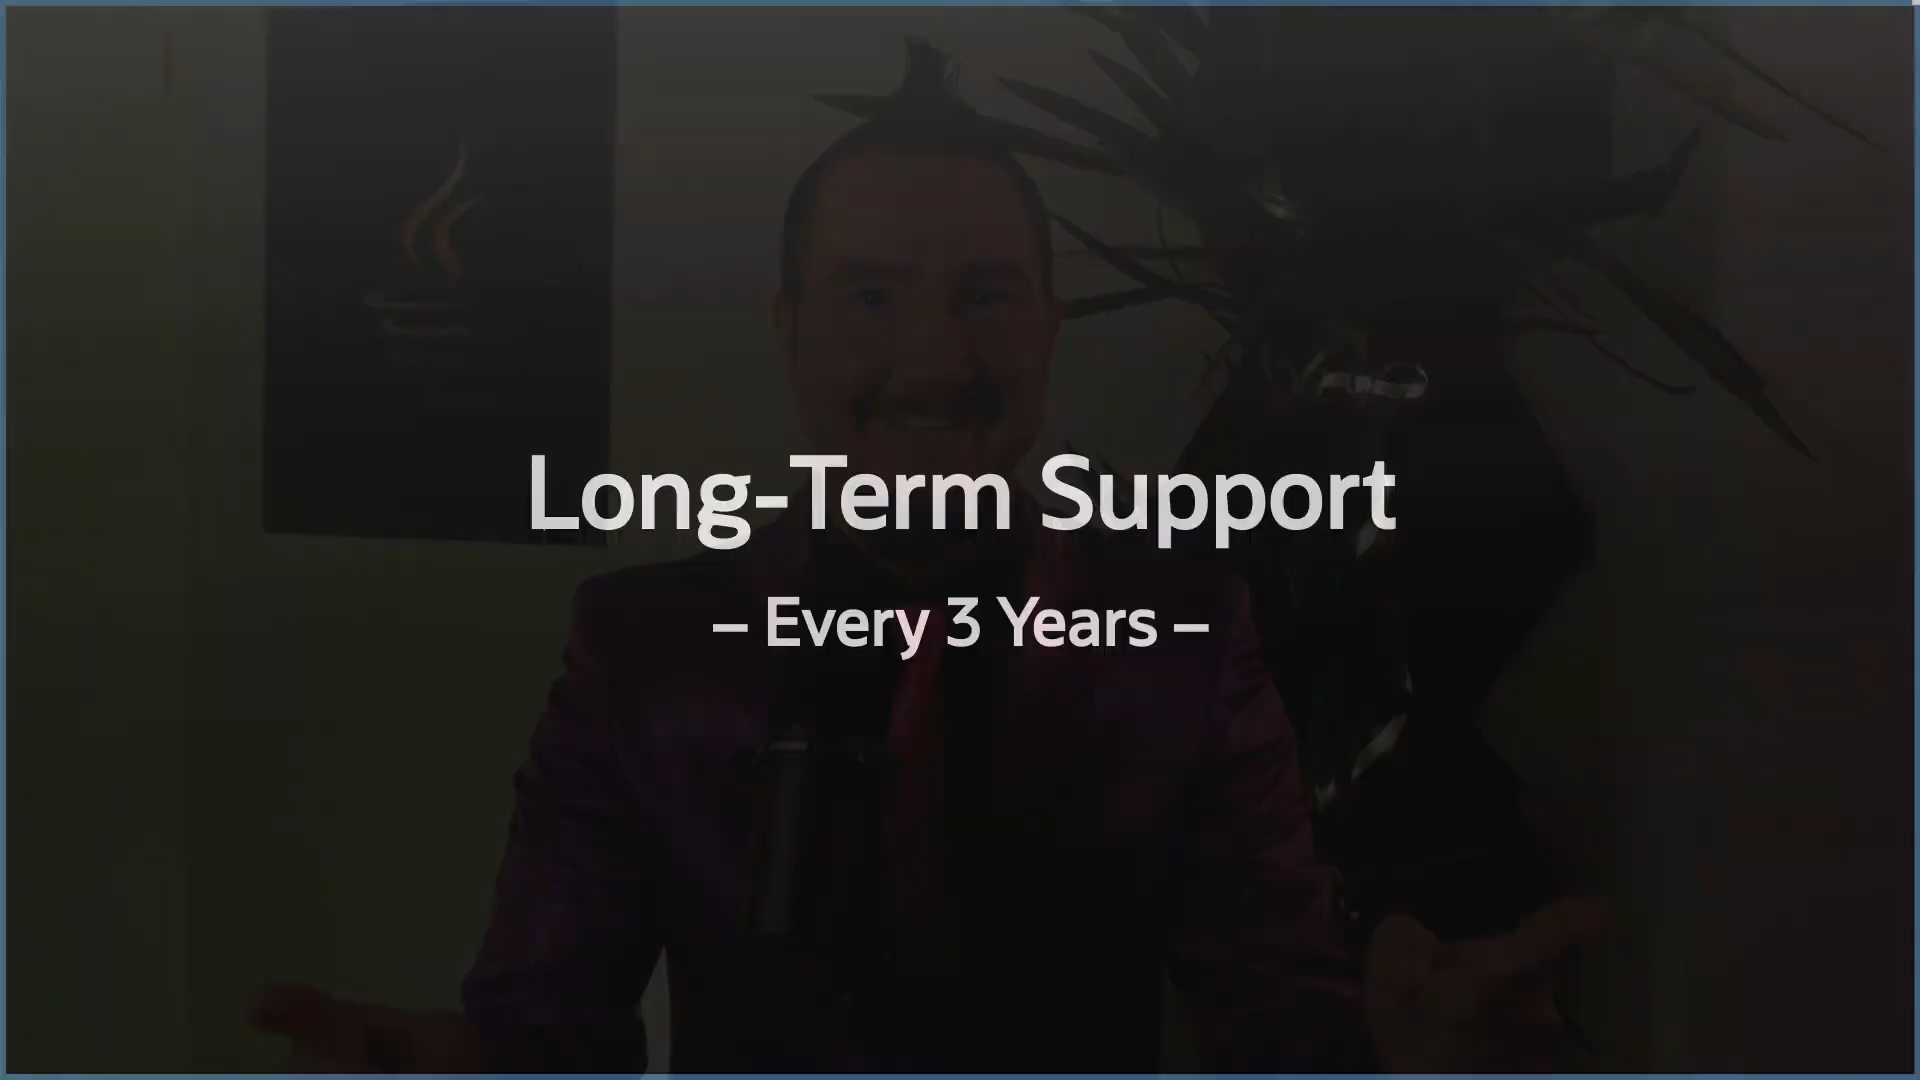 Long-Term Support
– Every 3 Years –